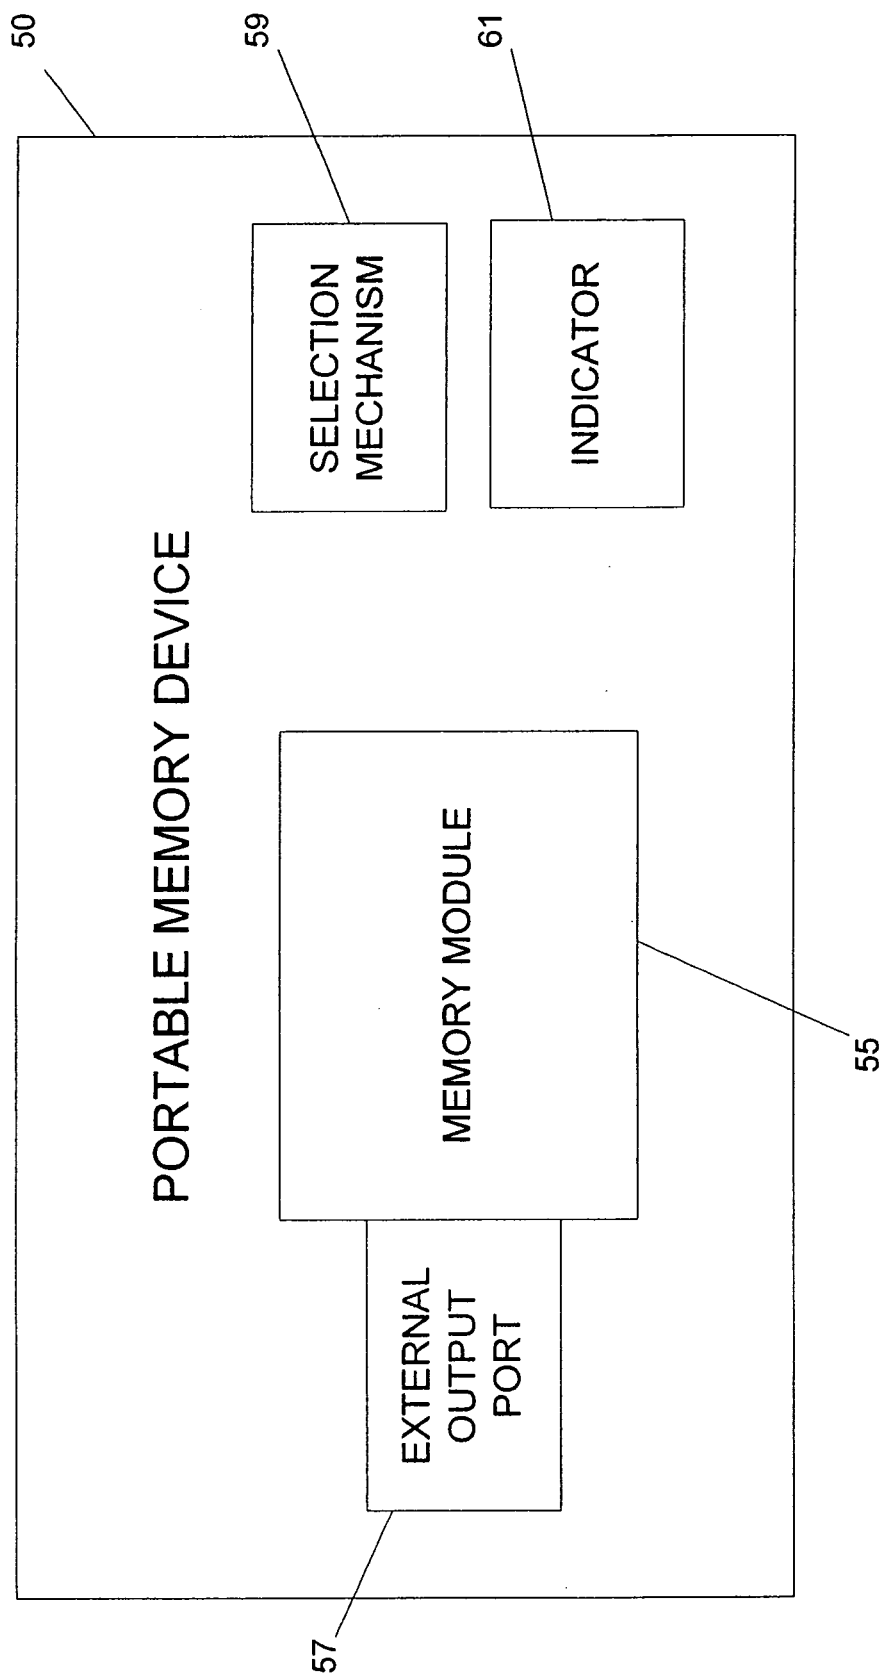 PORTABLE MEMORY DEVICE
50
EXTERNAL
OUTPUT
PORT
57
MEMORY MODULE
55
SELECTION
MECHANISM
59
INDICATOR
61